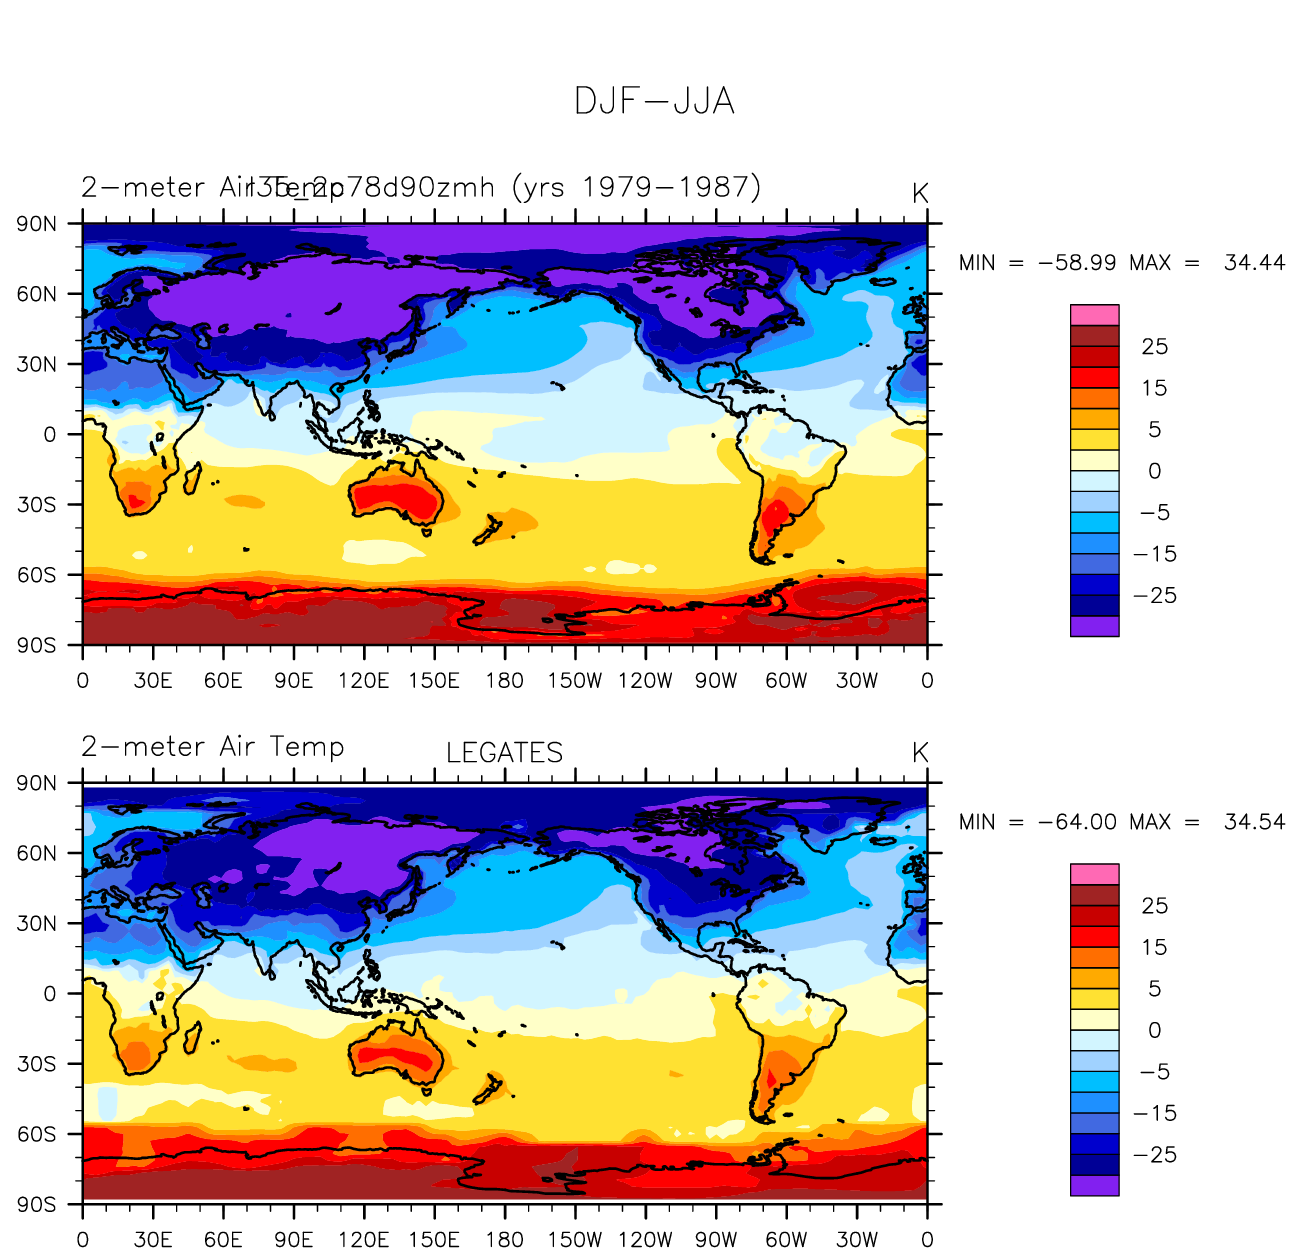 DJF−JJA
2−meter Air Temp 78d90zmh (yrs 1979−1987) K
90N
60N
30N
0
30S
60S
90S
0 30E 60E 90E 120E 150E 180 150W 120W 90W 60W 30W 0
MIN = −58.99 MAX = 34.44
25
15
5
0
−5
−15
−25
2−meter Air Temp LEGATES K
90N
60N
30N
0
30S
60S
90S
0 30E 60E 90E 120E 150E 180 150W 120W 90W 60W 30W 0
MIN = −64.00 MAX = 34.54
25
15
5
0
−5
−15
−25